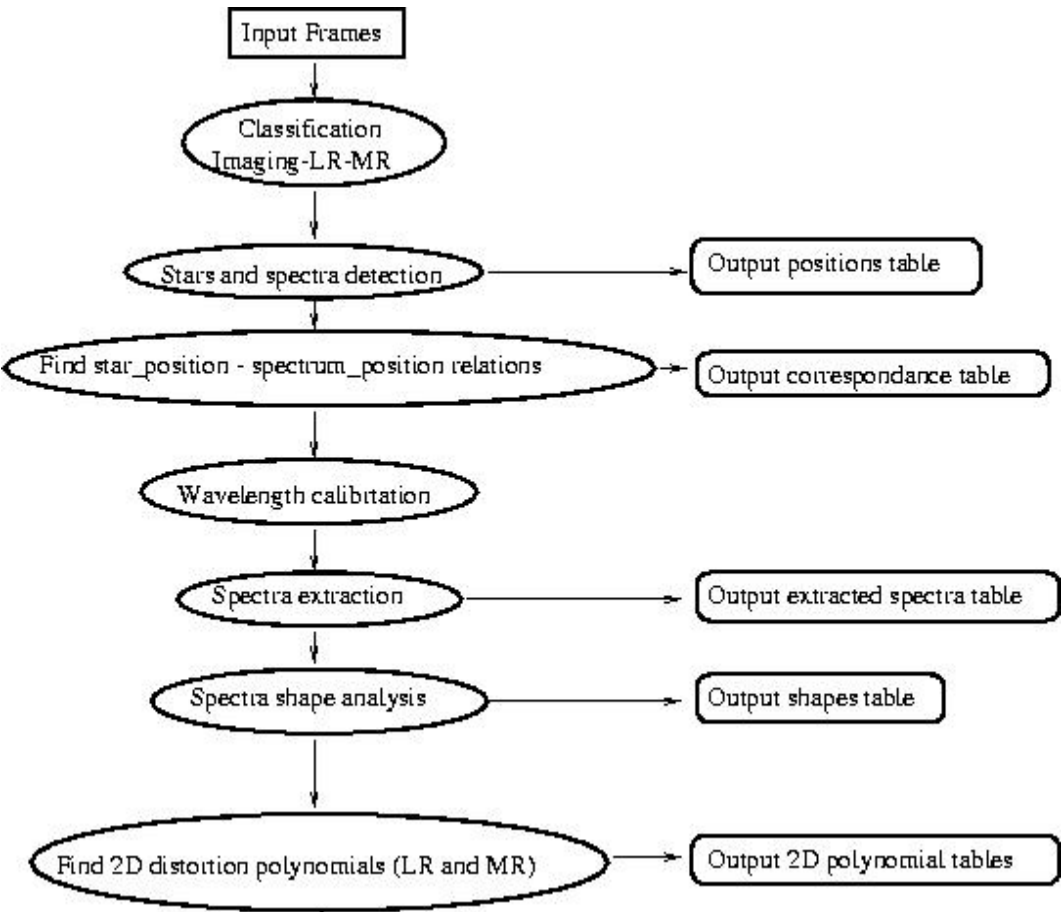 Input Frames
Classification
Imaging-LR-MR
Stars and spectra detection
Output positions table
Find star_position - spectrum_position relations
Output correspondance table
Wavelength calibrtation
Spectra extraction
Output extracted spectra table
Spectra shape analysis
Output shapes table
Find 2D distortion polynomials (LR and MR)
Output 2D polynomial tables